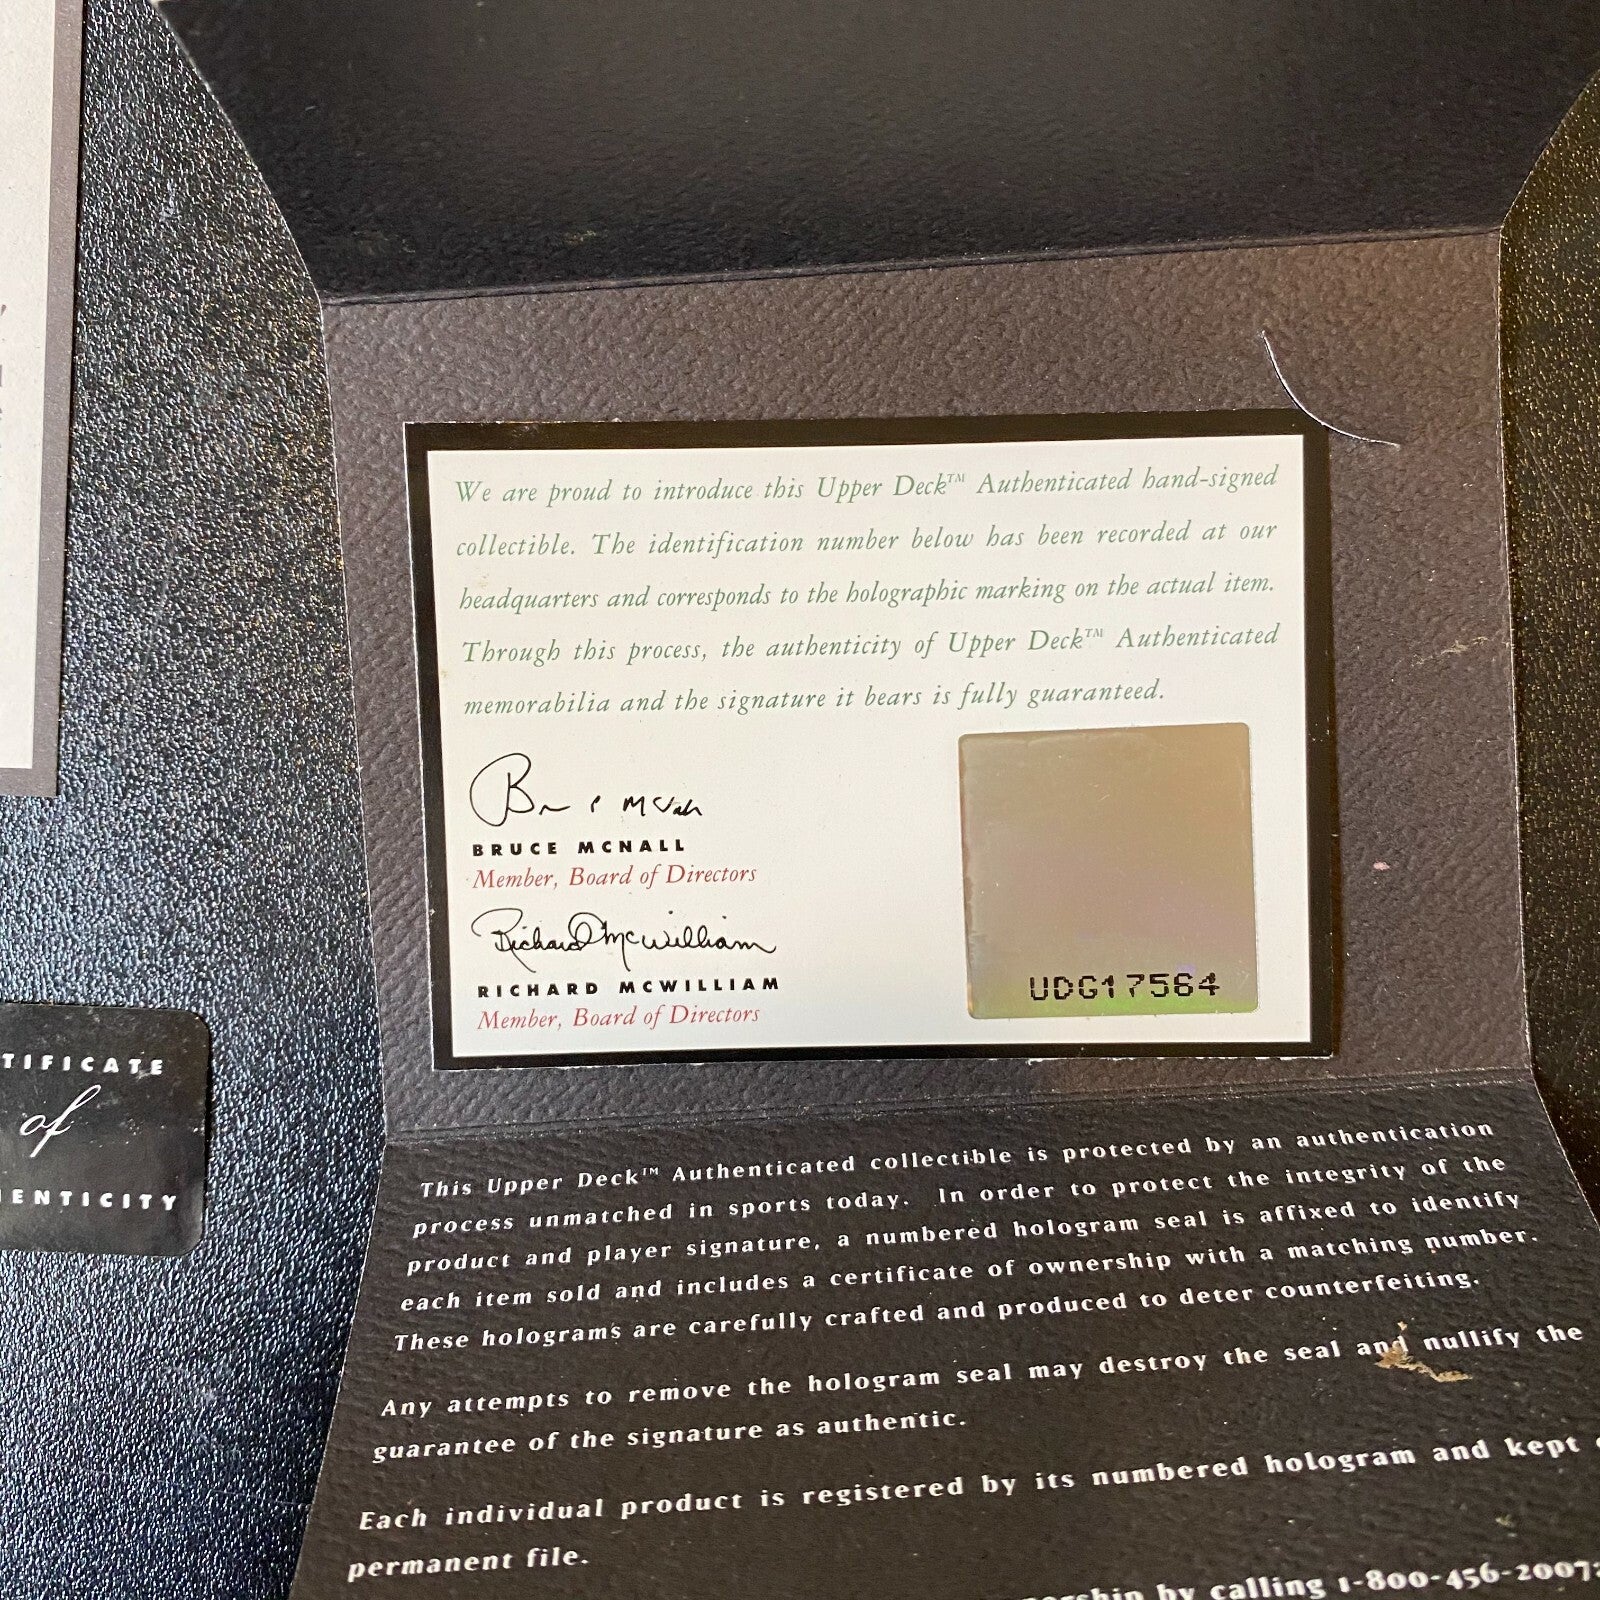 We are proud to introduce this Upper Deck™ Authenticated hand-signed
collectible. The identification number below has been recorded at our
headquarters and corresponds to the holographic marking on the actual item.
Through this process, the authenticity of Upper Deck™ Authenticated
memorabilia and the signature it bears is fully guaranteed.
BRUCE MCNALL
Member, Board of Directors
Richard McWilliam
RICHARD MCWILLIAM
Member, Board of Directors
UDG17564
TIFICATE
of
ENTICITY
This Upper Deck™ Authenticated collectible is protected by an authentication
process unmatched in sports today. In order to protect the integrity of the
product and player signature, a numbered hologram seal is affixed to identify
each item sold and includes a certificate of ownership with a matching number.
These holograms are carefully crafted and produced to deter counterfeiting.
Any attempts to remove the hologram seal may destroy the seal and nullify the
guarantee of the signature as authentic.
Each individual product is registered by its numbered hologram and kept
permanent file.
by calling 1-800-456-2007